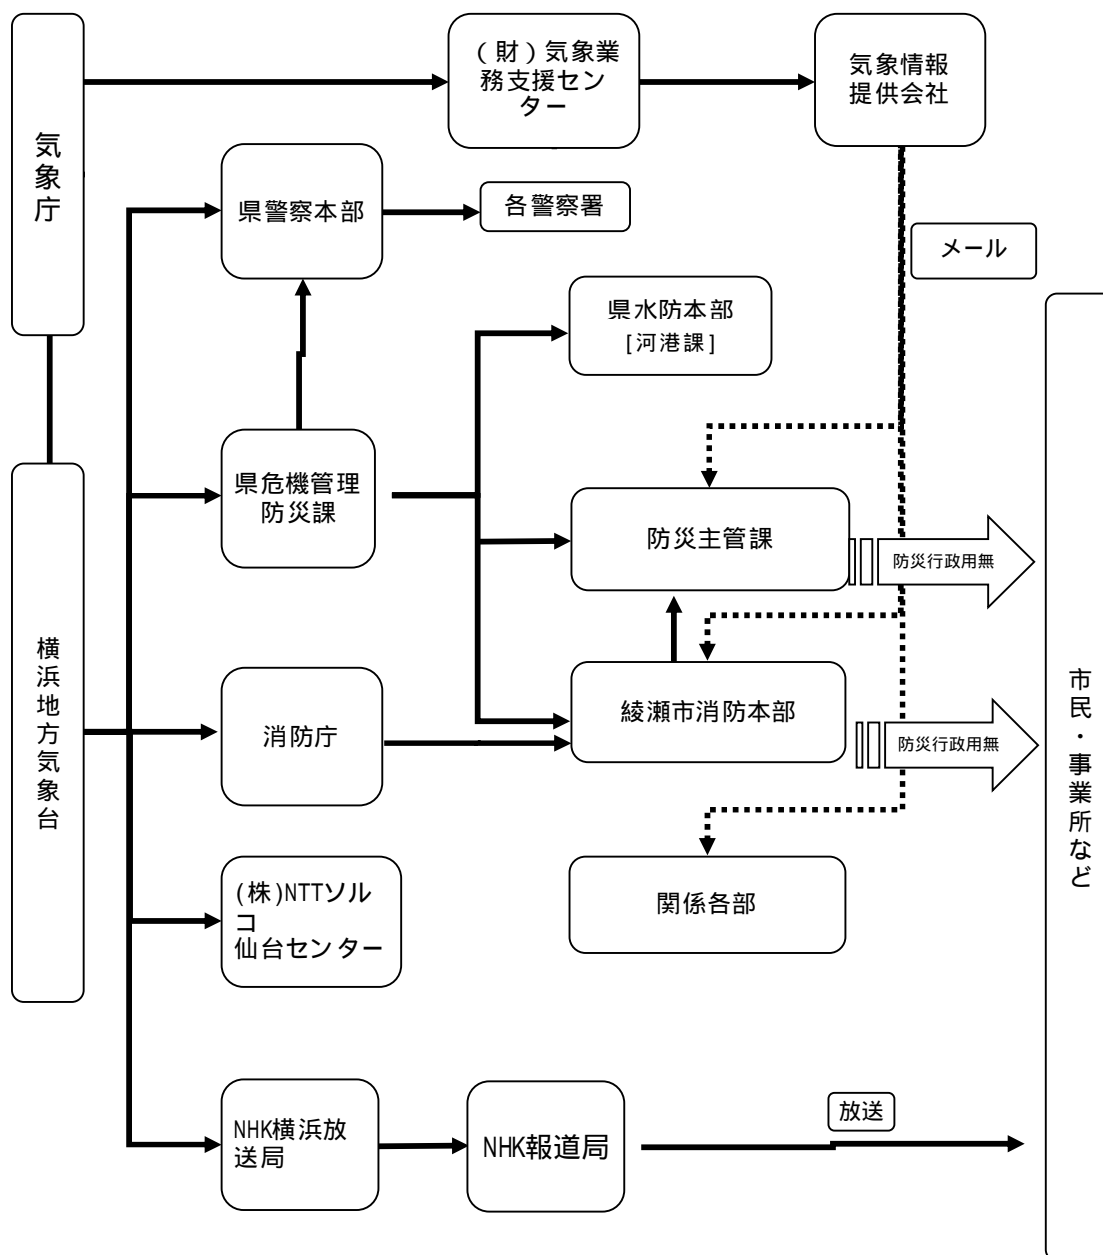 気象庁
(財)気象業
務支援セン
ター
気象情報
提供会社
県警察本部
各警察署
メール
県水防本部
[河港課]
県危機管理
防災課
防災主管課
防災行政用無
横浜地方気象台
消防庁
綾瀬市消防本部
防災行政用無
市民・事業所など
(株)NTTソル
コ
仙台センター
関係各部
NHK横浜放
送局
NHK報道局
放送